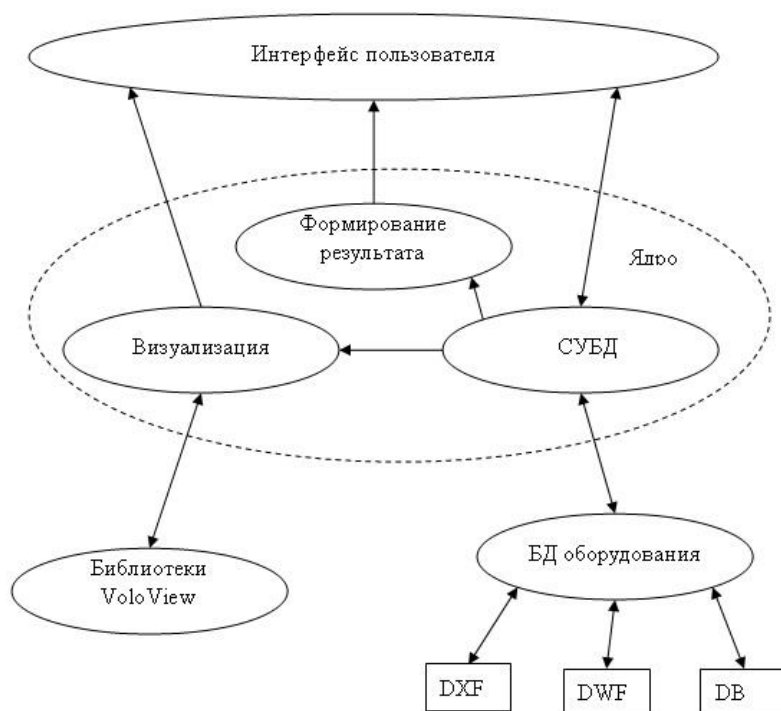 Интерфейс пользователя
Формирование
результата
Ядро
Визуализация
СУБД
БД оборудования
Библиотеки
VoloView
DXF
DWF
DB